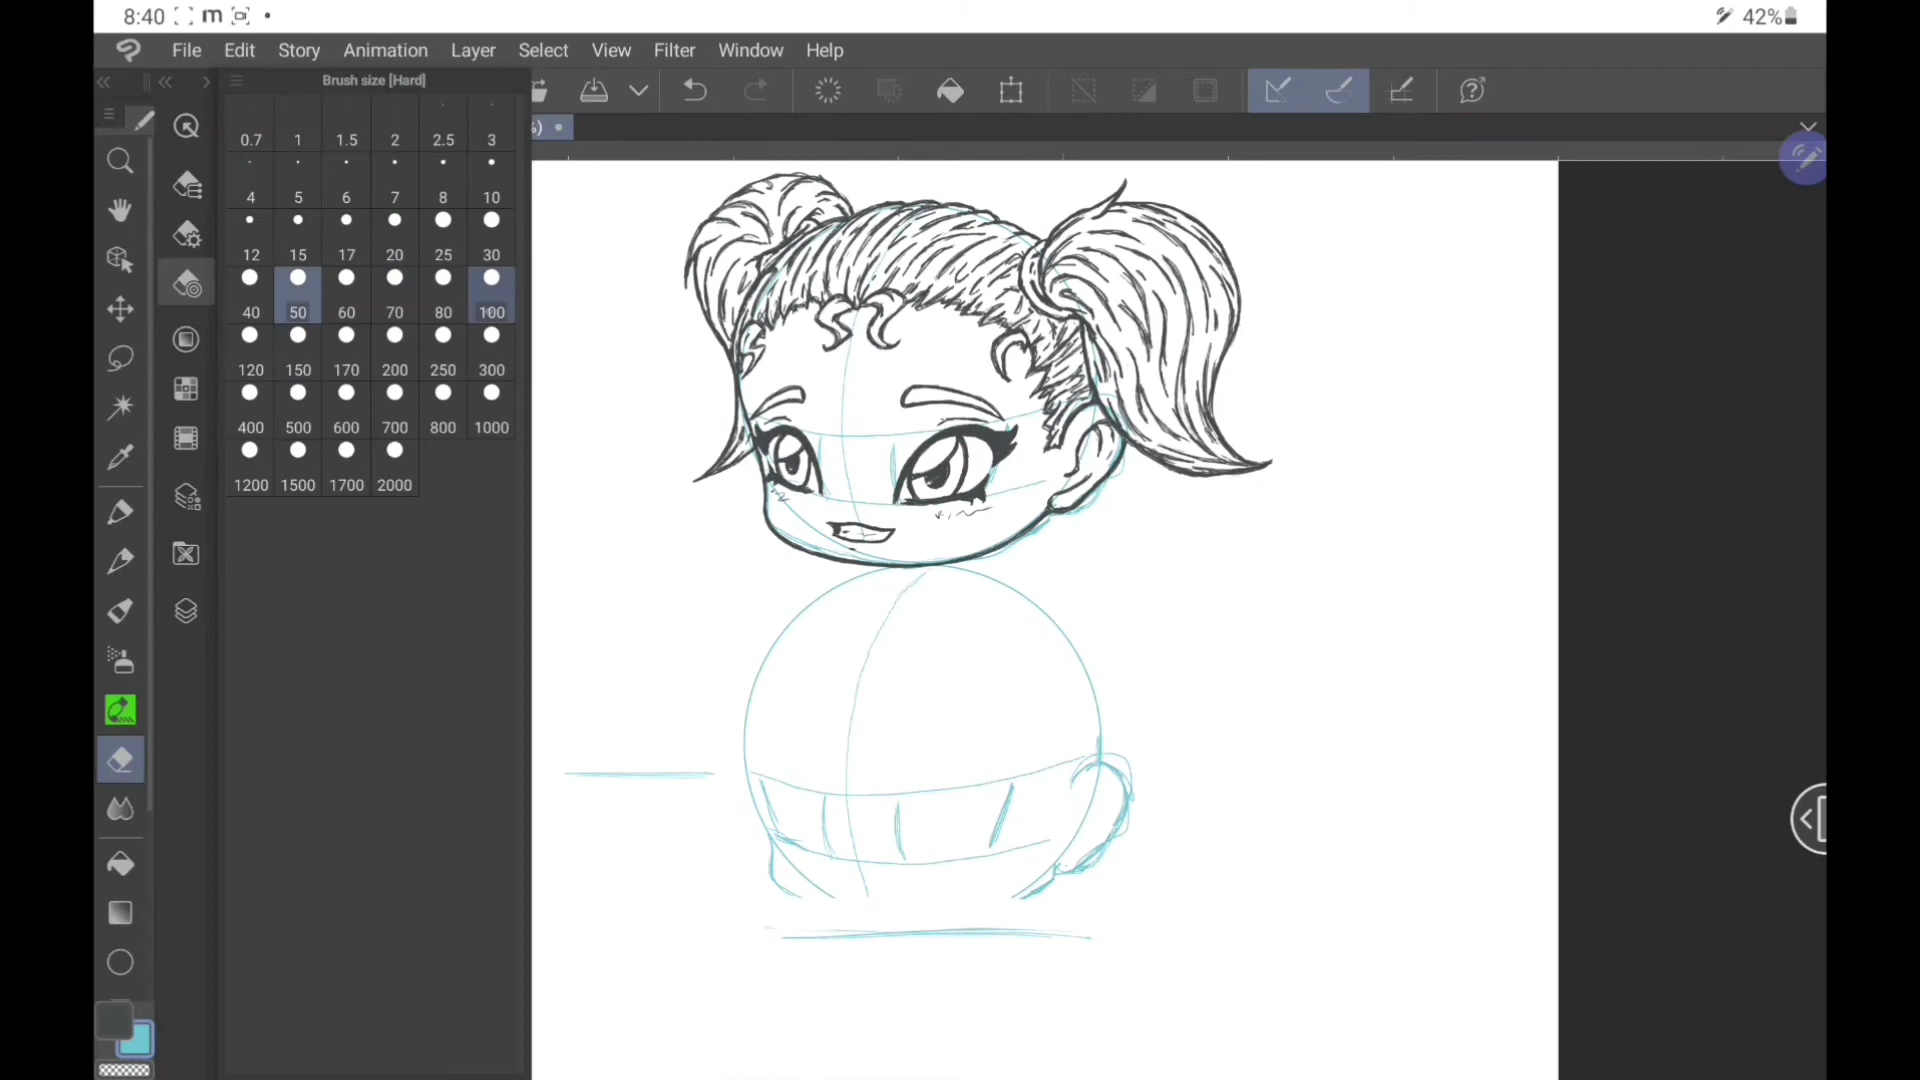 8:40 m 42%
File Edit Story Animation Layer Select View Filter Window Help
Brush size [Hard]
%)
0.7 1 1.5 2 2.5 3
4 5 6 7 8 10
12 15 17 20 25 30
40 50 60 70 80 100
120 150 170 200 250 300
400 500 600 700 800 1000
1200 1500 1700 2000